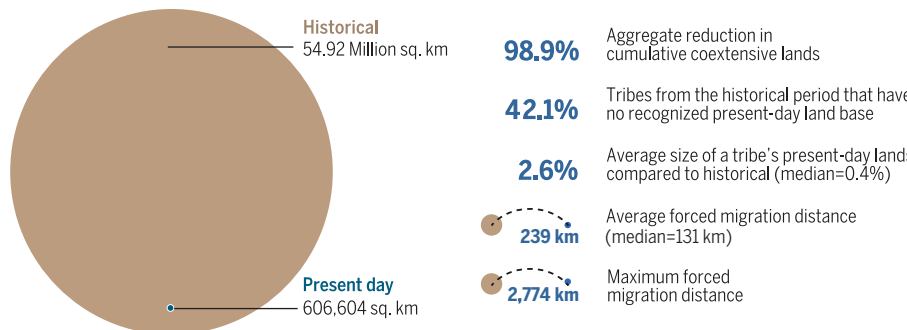 Historical
54.92 Million sq. km
Present day
606,604 sq. km
98.9%
Aggregate reduction in
cumulative coextensive lands
42.1%
Tribes from the historical period that have
no recognized present-day land base
2.6%
Average size of a tribe's present-day lands
compared to historical (median=0.4%)
239 km
Average forced migration distance
(median=131 km)
2,774 km
Maximum forced
migration distance